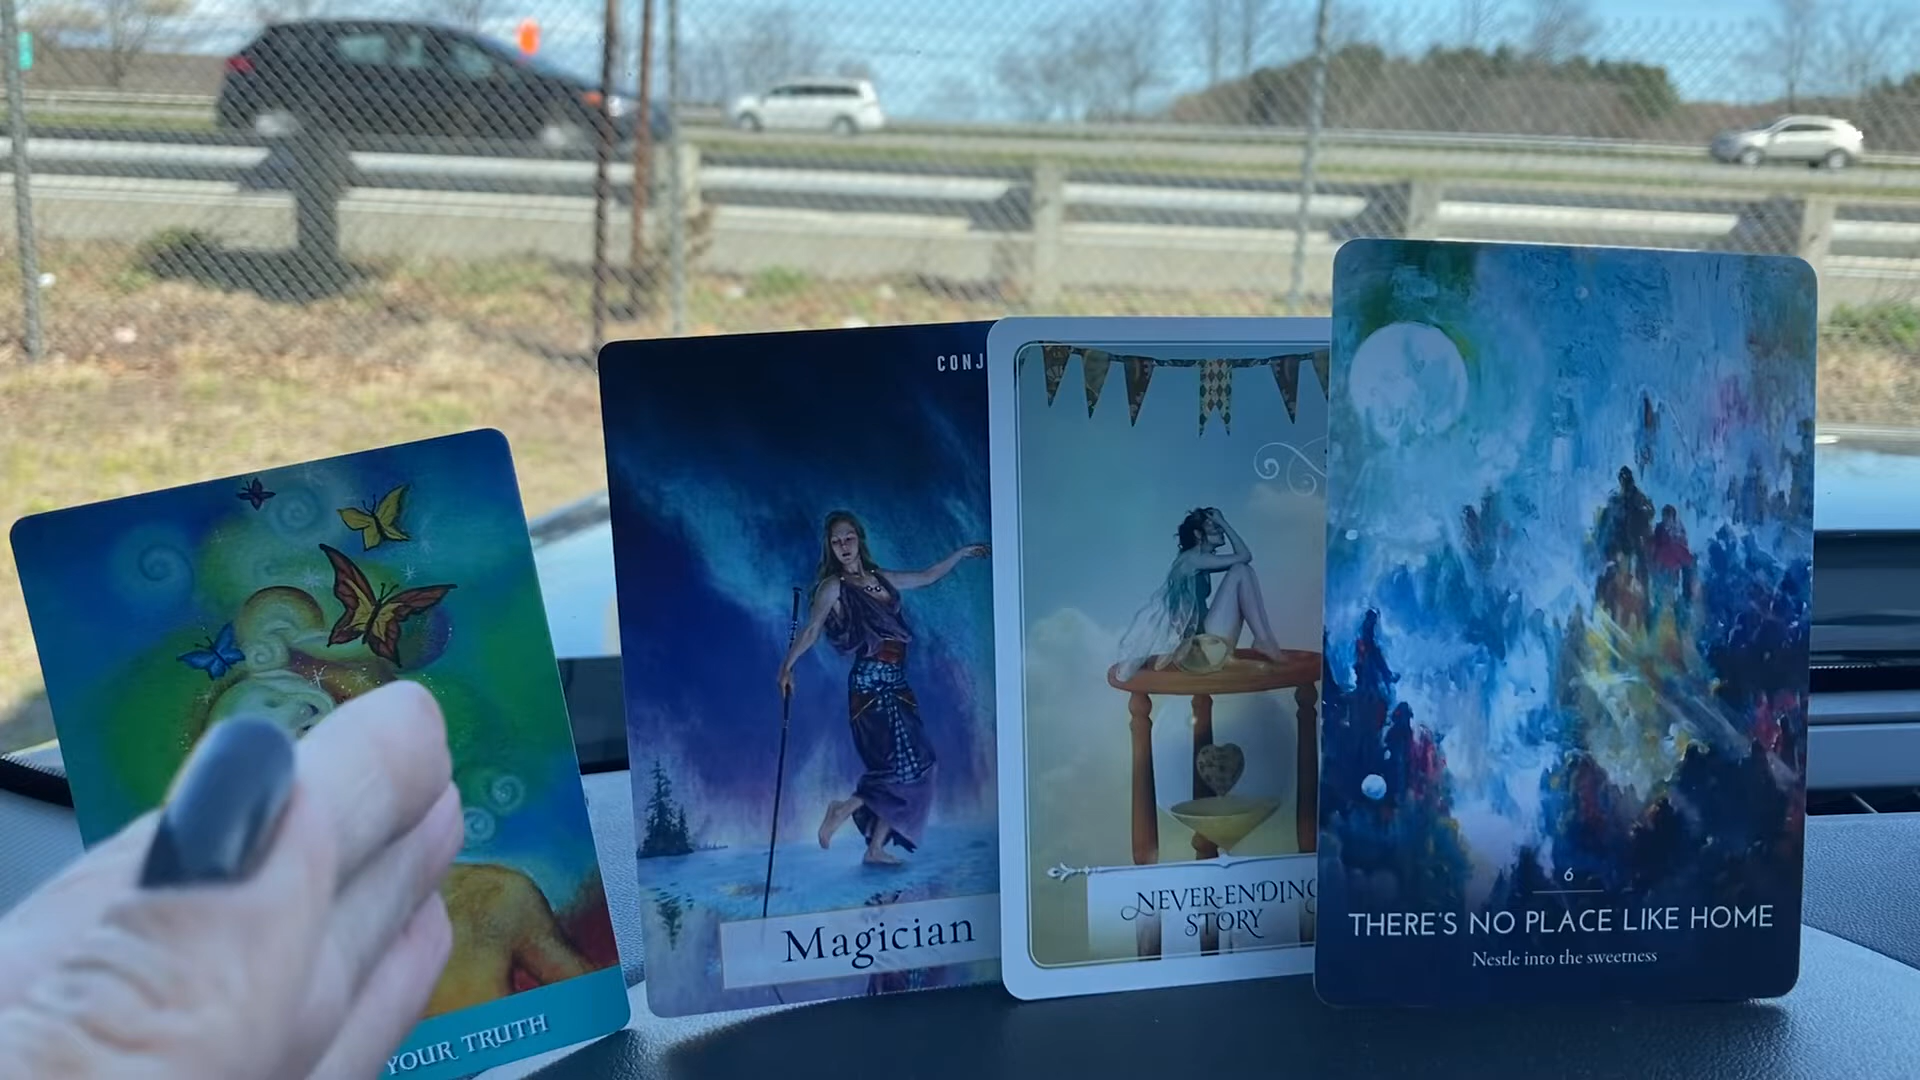 YOUR TRUTH
CONJ
Magician
NEVER-ENDING
STORY
6
THERE'S NO PLACE LIKE HOME
Nestle into the sweetness